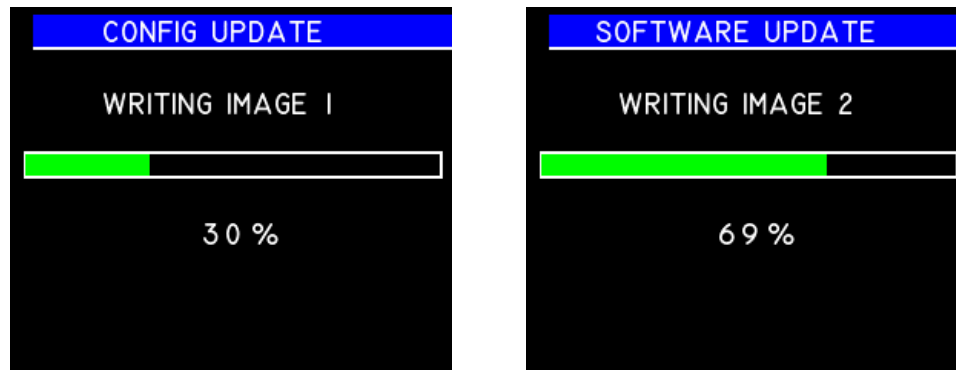 CONFIG UPDATE
WRITING IMAGE 1
30%
SOFTWARE UPDATE
WRITING IMAGE 2
69%